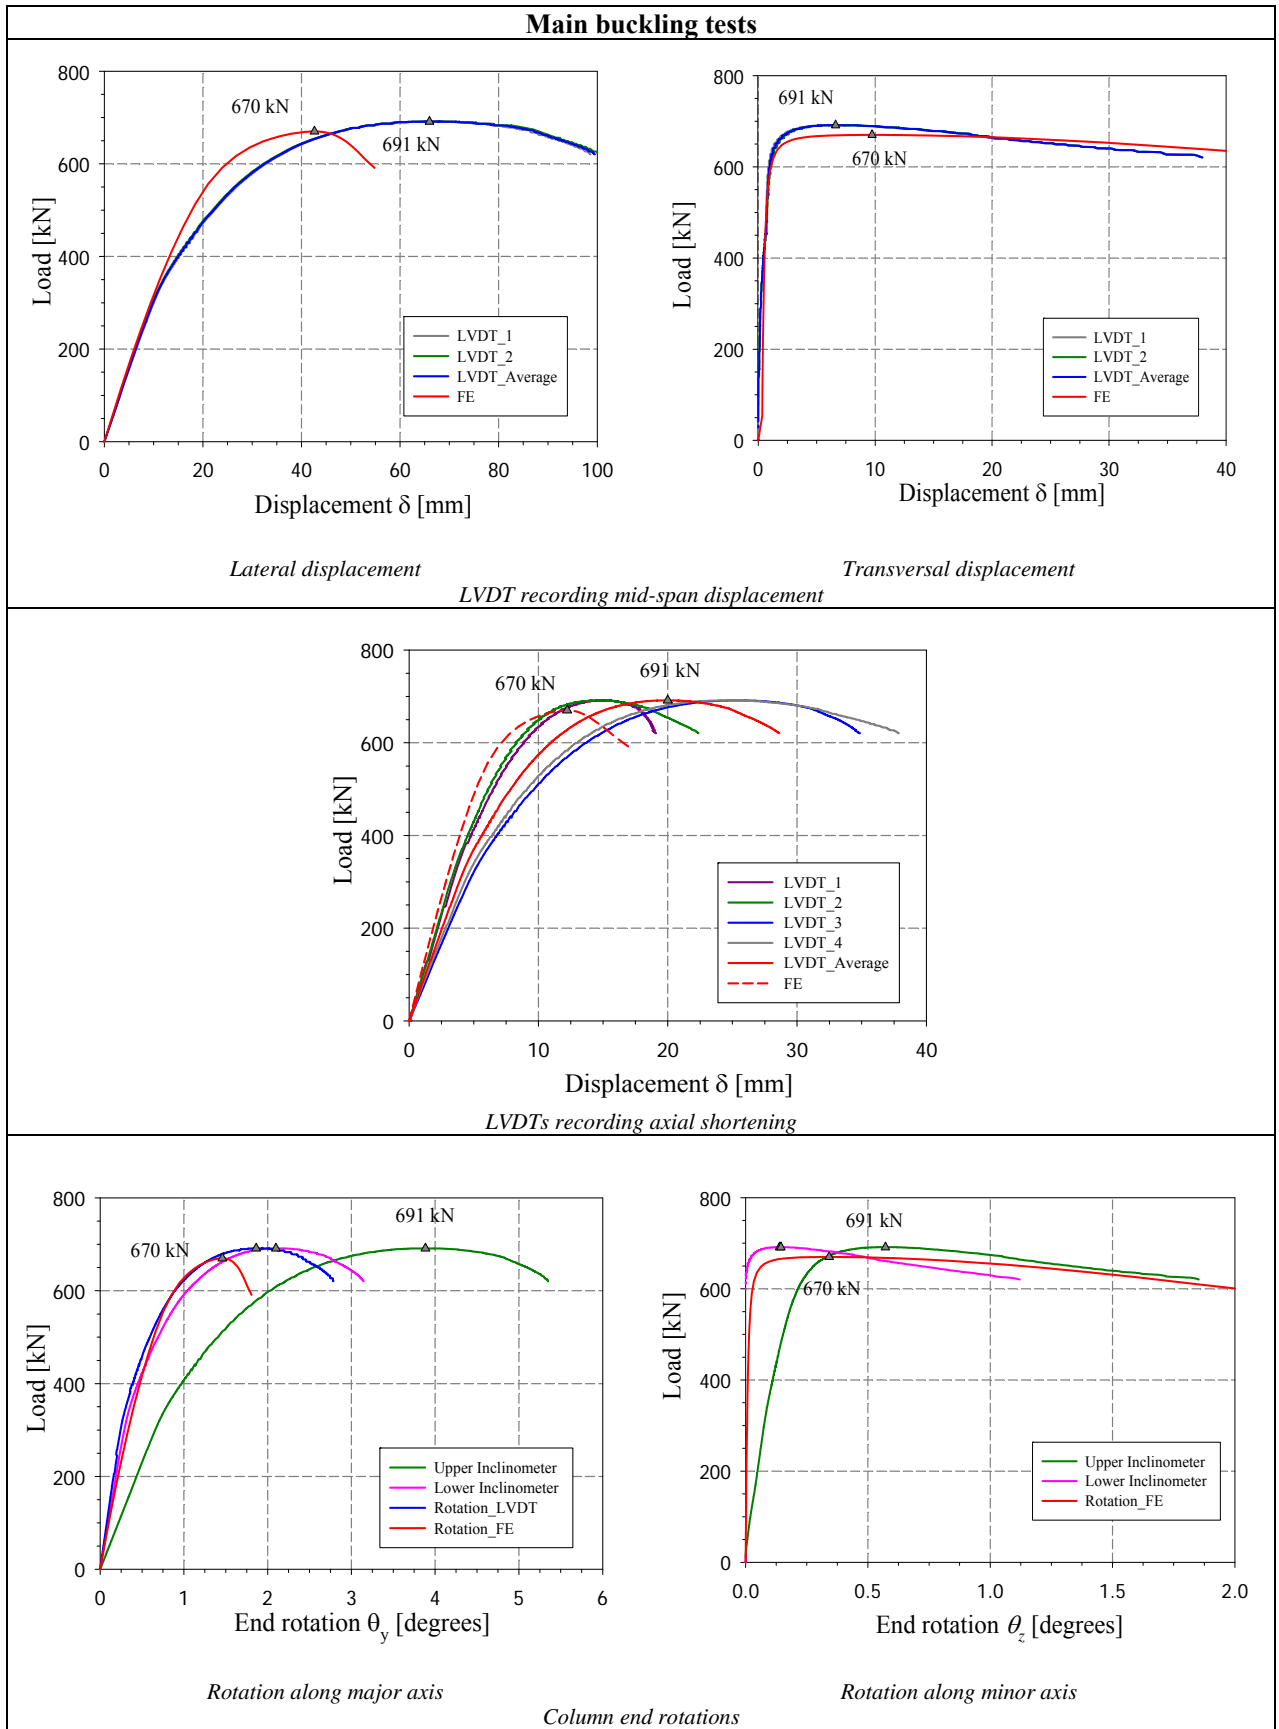 Main buckling tests
800
600
400
200
0
Load [kN]
670 kN
691 kN
LVDT_1
LVDT_2
LVDT_Average
FE
0 20 40 60 80 100
Displacement δ [mm]
Lateral displacement
800
600
400
200
0
Load [kN]
691 kN
670 kN
LVDT_1
LVDT_2
LVDT_Average
FE
0 10 20 30 40
Displacement δ [mm]
Transversal displacement
LVDT recording mid-span displacement
800
600
400
200
0
Load [kN]
670 kN
691 kN
LVDT_1
LVDT_2
LVDT_3
LVDT_4
LVDT_Average
FE
0 10 20 30 40
Displacement δ [mm]
LVDTs recording axial shortening
800
600
400
200
0
Load [kN]
691 kN
670 kN
Upper Inclinometer
Lower Inclinometer
Rotation_LVDT
Rotation_FE
0 1 2 3 4 5 6
End rotation θy [degrees]
Rotation along major axis
800
600
400
200
0
Load [kN]
691 kN
670 kN
Upper Inclinometer
Lower Inclinometer
Rotation_FE
0.0 0.5 1.0 1.5 2.0
End rotation θz [degrees]
Rotation along minor axis
Column end rotations